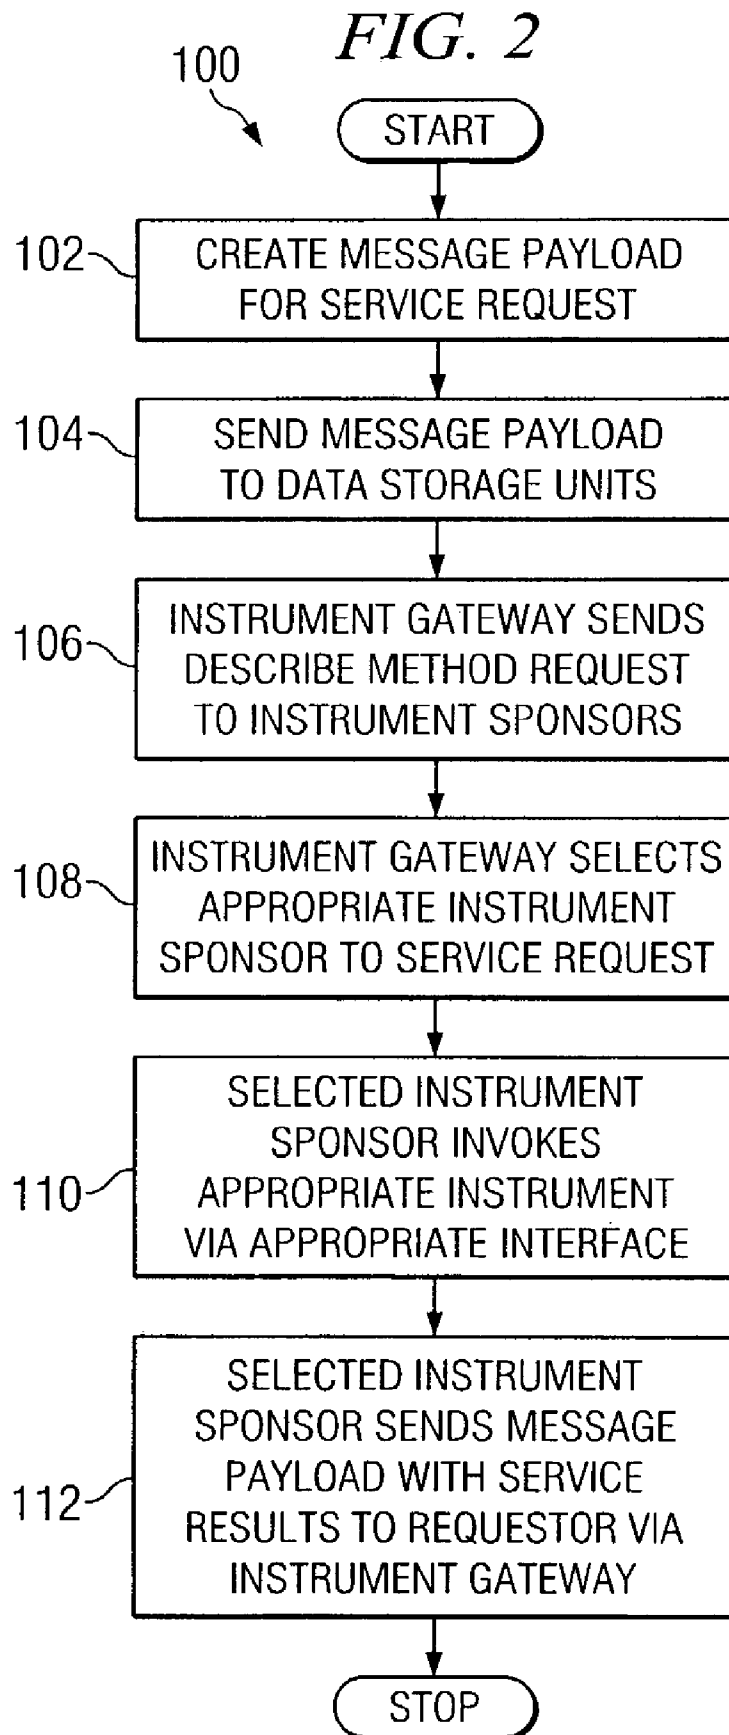 FIG. 2
100
START
102
CREATE MESSAGE PAYLOAD
FOR SERVICE REQUEST
104
SEND MESSAGE PAYLOAD
TO DATA STORAGE UNITS
106
INSTRUMENT GATEWAY SENDS
DESCRIBE METHOD REQUEST
TO INSTRUMENT SPONSORS
108
INSTRUMENT GATEWAY SELECTS
APPROPRIATE INSTRUMENT
SPONSOR TO SERVICE REQUEST
110
SELECTED INSTRUMENT
SPONSOR INVOKES
APPROPRIATE INSTRUMENT
VIA APPROPRIATE INTERFACE
112
SELECTED INSTRUMENT
SPONSOR SENDS MESSAGE
PAYLOAD WITH SERVICE
RESULTS TO REQUESTOR VIA
INSTRUMENT GATEWAY
STOP